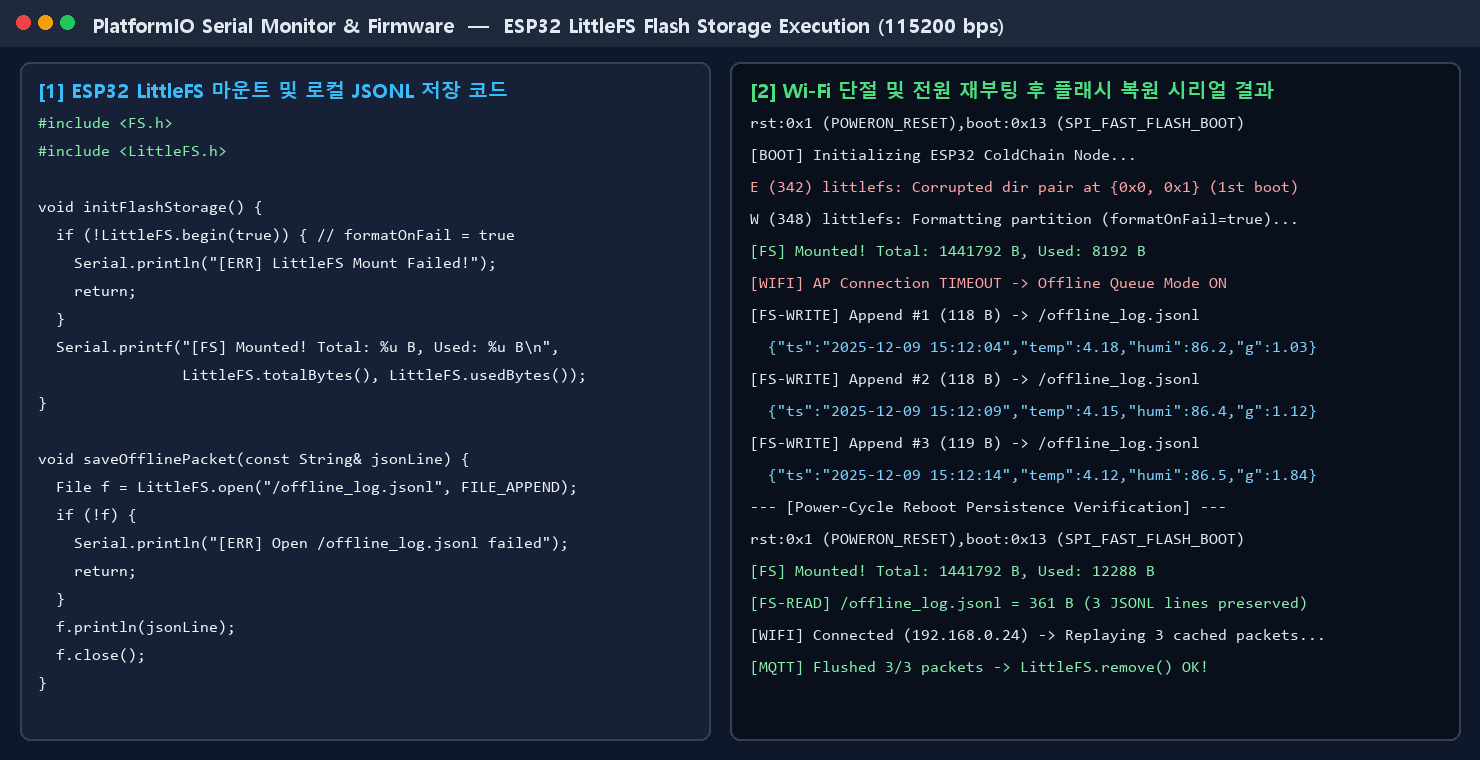 PlatformIO Serial Monitor & Firmware — ESP32 LittleFS Flash Storage Execution (115200 bps)
[1] ESP32 LittleFS 마운트 및 로컬 JSONL 저장 코드
#include <FS.h>
#include <LittleFS.h>

void initFlashStorage() {
  if (!LittleFS.begin(true)) { // formatOnFail = true
    Serial.println("[ERR] LittleFS Mount Failed!");
    return;
  }
  Serial.printf("[FS] Mounted! Total: %u B, Used: %u B\n",
                LittleFS.totalBytes(), LittleFS.usedBytes());
}

void saveOfflinePacket(const String& jsonLine) {
  File f = LittleFS.open("/offline_log.jsonl", FILE_APPEND);
  if (!f) {
    Serial.println("[ERR] Open /offline_log.jsonl failed");
    return;
  }
  f.println(jsonLine);
  f.close();
}
[2] Wi-Fi 단절 및 전원 재부팅 후 플래시 복원 시리얼 결과
rst:0x1 (POWERON_RESET),boot:0x13 (SPI_FAST_FLASH_BOOT)
[BOOT] Initializing ESP32 ColdChain Node...
E (342) littlefs: Corrupted dir pair at {0x0, 0x1} (1st boot)
W (348) littlefs: Formatting partition (formatOnFail=true)...
[FS] Mounted! Total: 1441792 B, Used: 8192 B
[WIFI] AP Connection TIMEOUT -> Offline Queue Mode ON
[FS-WRITE] Append #1 (118 B) -> /offline_log.jsonl
  {"ts":"2025-12-09 15:12:04","temp":4.18,"humi":86.2,"g":1.03}
[FS-WRITE] Append #2 (118 B) -> /offline_log.jsonl
  {"ts":"2025-12-09 15:12:09","temp":4.15,"humi":86.4,"g":1.12}
[FS-WRITE] Append #3 (119 B) -> /offline_log.jsonl
  {"ts":"2025-12-09 15:12:14","temp":4.12,"humi":86.5,"g":1.84}
--- [Power-Cycle Reboot Persistence Verification] ---
rst:0x1 (POWERON_RESET),boot:0x13 (SPI_FAST_FLASH_BOOT)
[FS] Mounted! Total: 1441792 B, Used: 12288 B
[FS-READ] /offline_log.jsonl = 361 B (3 JSONL lines preserved)
[WIFI] Connected (192.168.0.24) -> Replaying 3 cached packets...
[MQTT] Flushed 3/3 packets -> LittleFS.remove() OK!